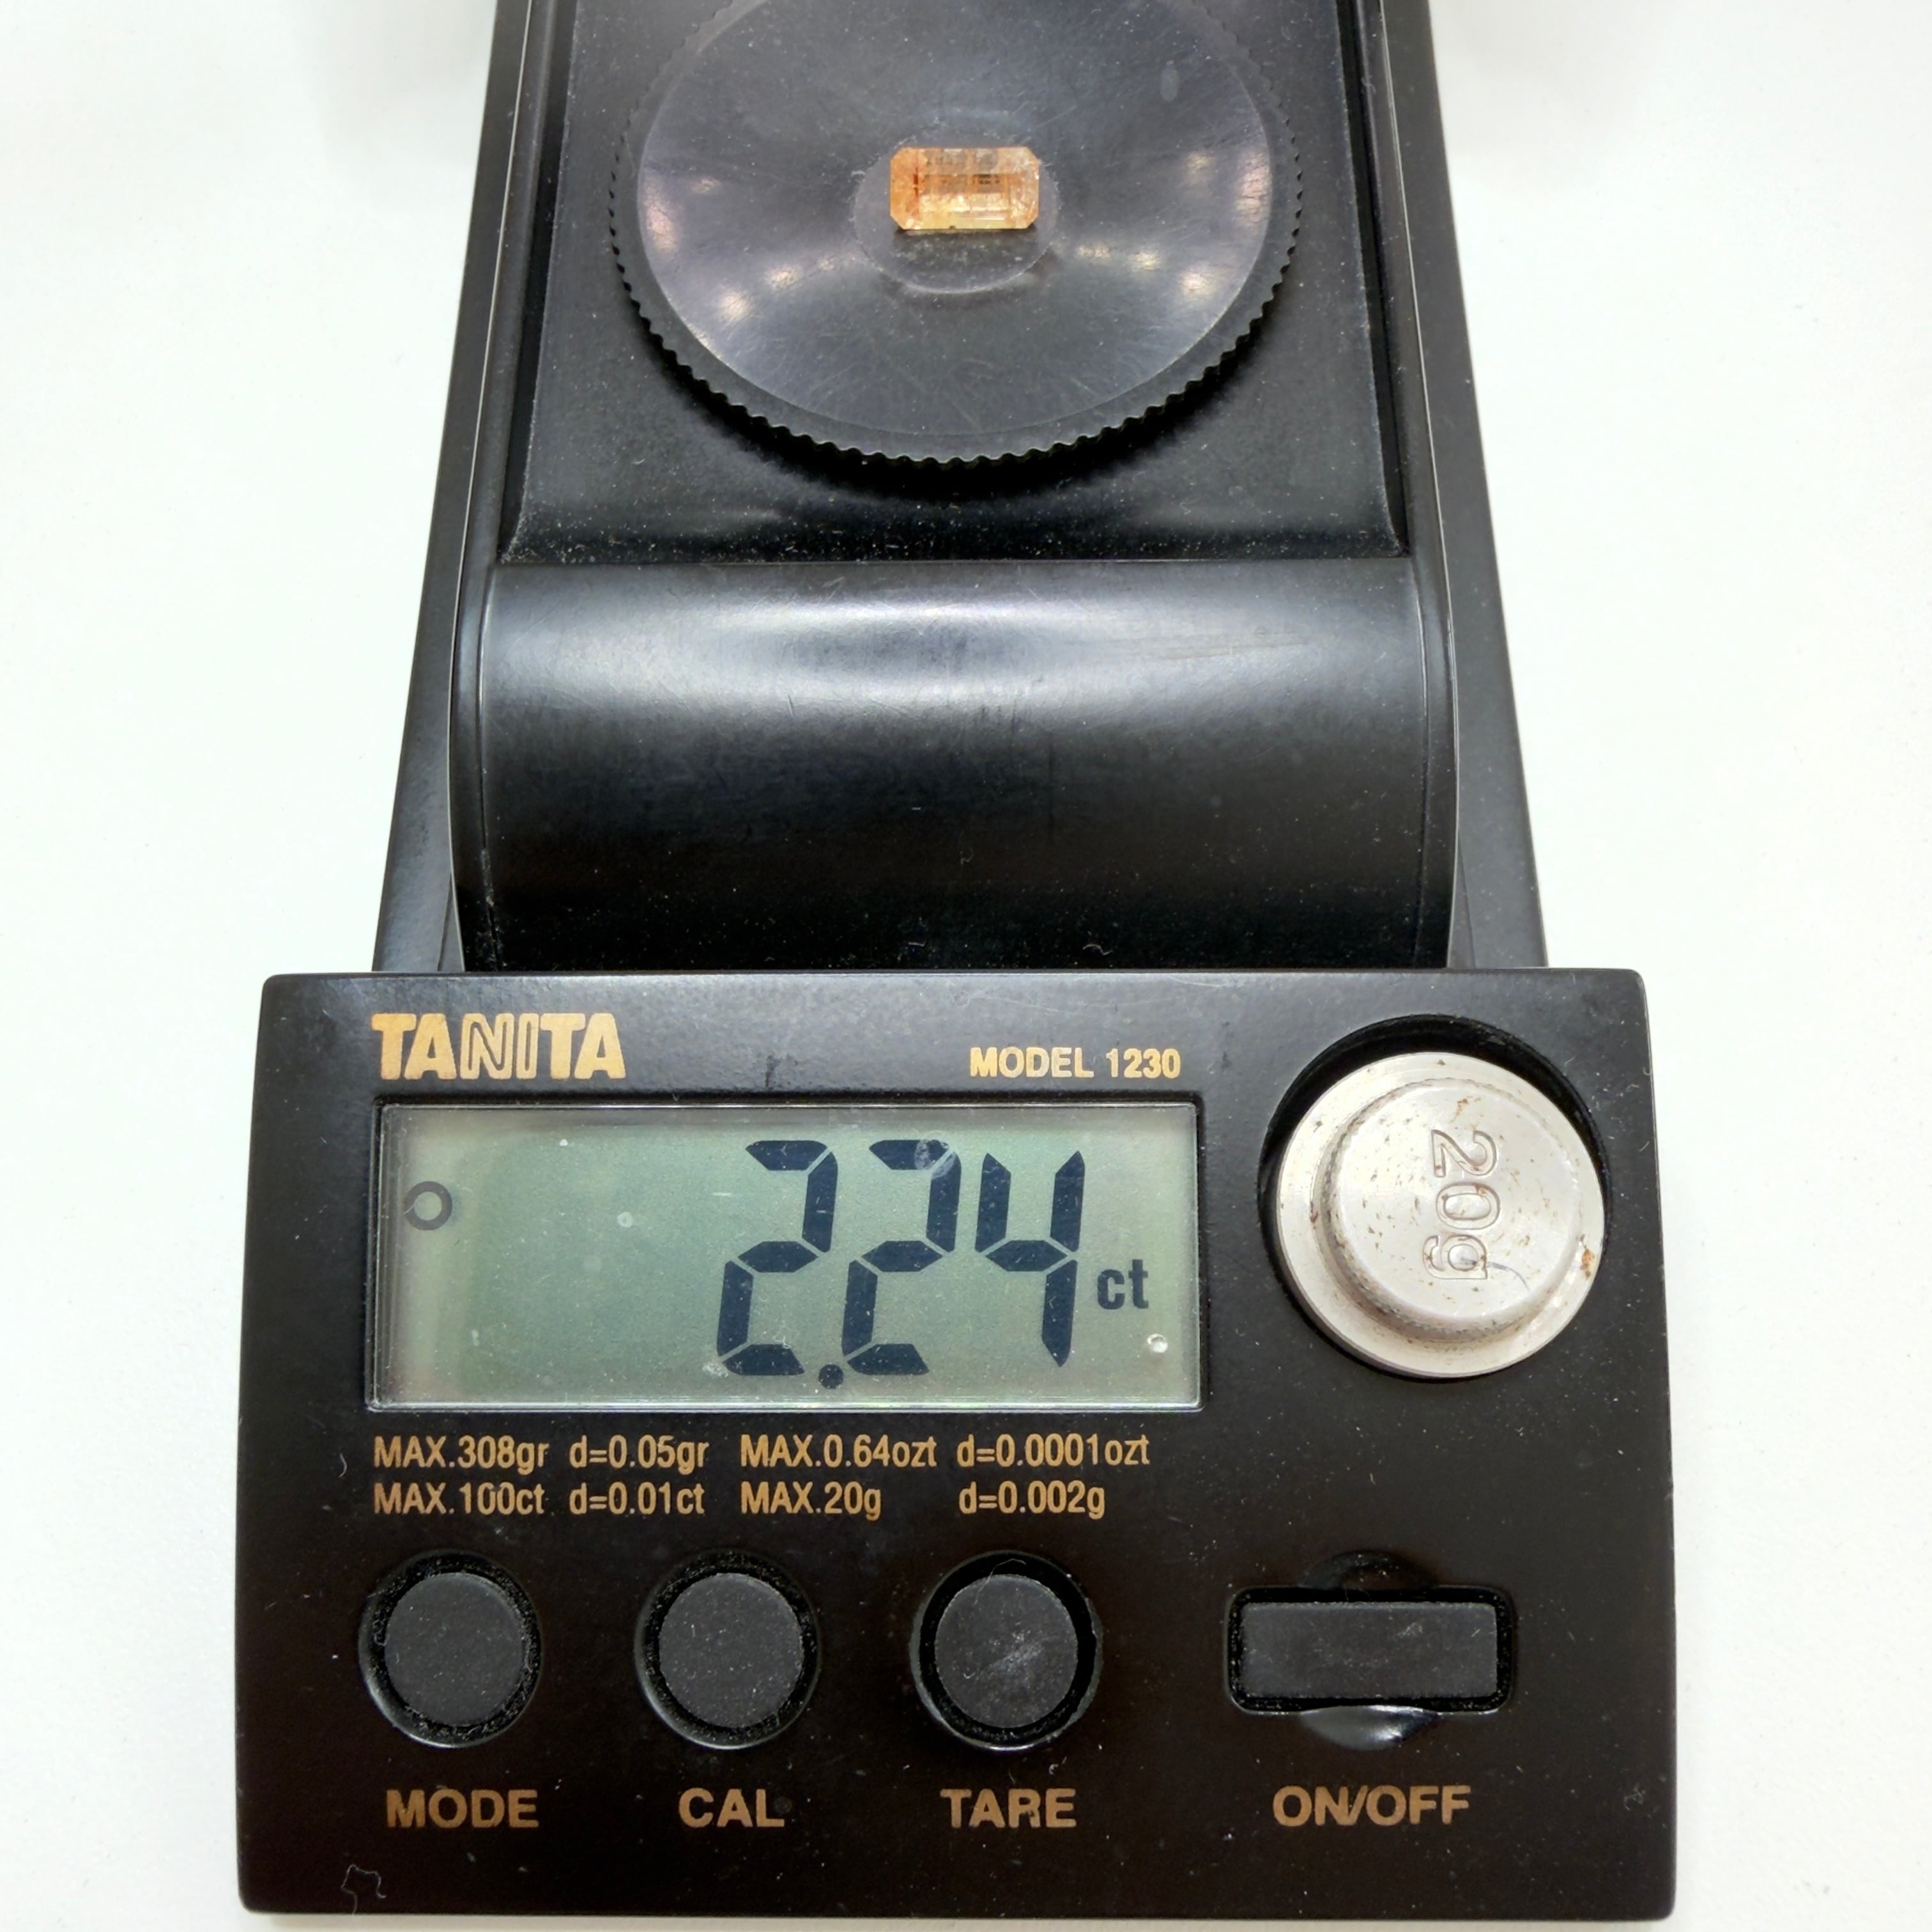 TANITA
MODEL 1230
2.24 ct
20g
MAX.308gr d=0.05gr MAX.0.64ozt d=0.0001ozt
MAX.100ct d=0.01ct MAX.20g d=0.002g
MODE CAL TARE ON/OFF